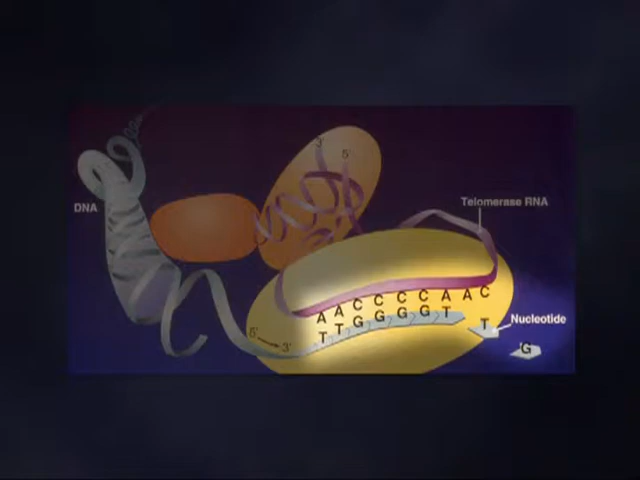 3'
5'
DNA
Telomerase RNA
A A C C C C A A C
T T G G G G T
T
Nucleotide
5' 3'
G